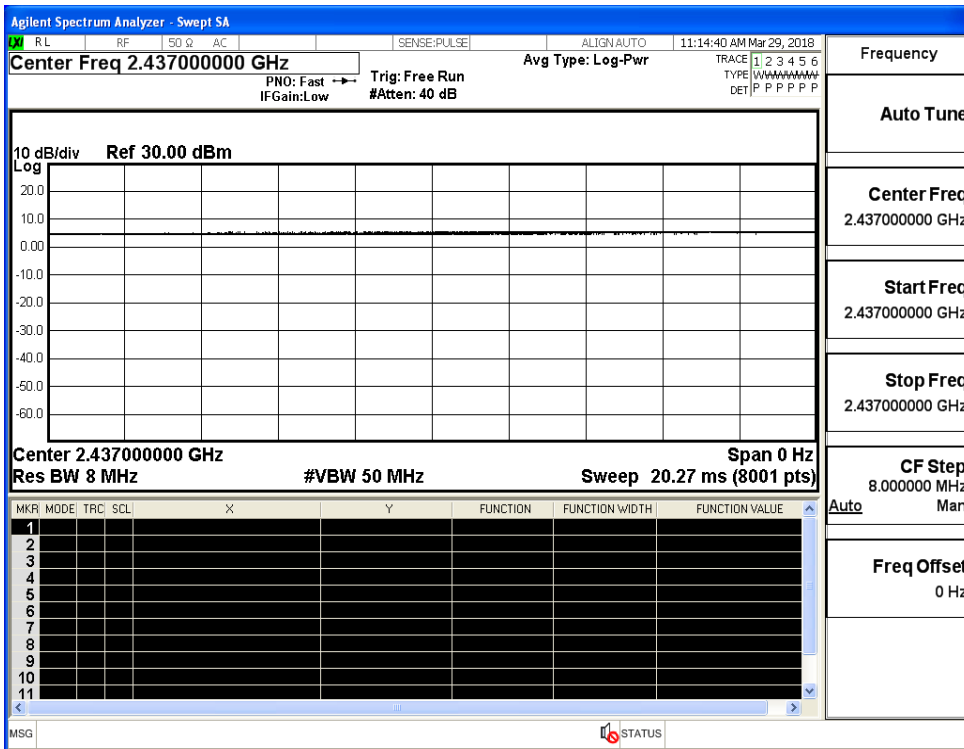 Agilent Spectrum Analyzer - Swept SA
LXI RL RF 50 Ω AC SENSE:PULSE ALIGN AUTO 11:14:40 AM Mar 29, 2018
Center Freq 2.437000000 GHz
PNO: Fast
IFGain:Low
Trig: Free Run
#Atten: 40 dB
Avg Type: Log-Pwr
TRACE 1 2 3 4 5 6
TYPE WWWWWW
DET P P P P P P
10 dB/div Ref 30.00 dBm
Log
20.0
10.0
0.00
-10.0
-20.0
-30.0
-40.0
-50.0
-60.0
Center 2.437000000 GHz Span 0 Hz
Res BW 8 MHz #VBW 50 MHz Sweep 20.27 ms (8001 pts)
MKR MODE TRC SCL X Y FUNCTION FUNCTION WIDTH FUNCTION VALUE
1
2
3
4
5
6
7
8
9
10
11
MSG STATUS
Frequency
Auto Tune
Center Freq
2.437000000 GHz
Start Freq
2.437000000 GHz
Stop Freq
2.437000000 GHz
CF Step
8.000000 MHz
Auto Man
Freq Offset
0 Hz